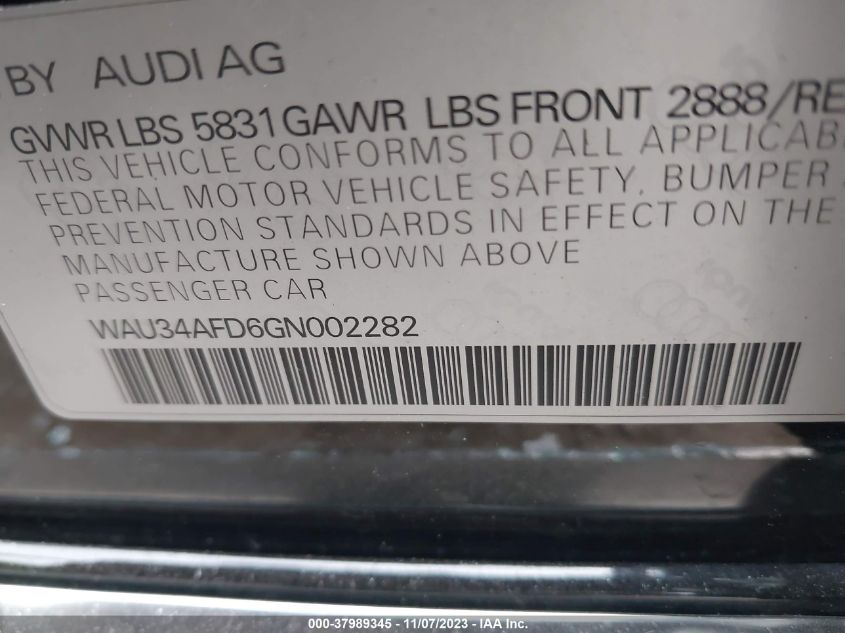 BY AUDI AG
GVWR LBS 5831 GAWR LBS FRONT 2888/RE
THIS VEHICLE CONFORMS TO ALL APPLICAB
FEDERAL MOTOR VEHICLE SAFETY, BUMPER
PREVENTION STANDARDS IN EFFECT ON THE
MANUFACTURE SHOWN ABOVE
PASSENGER CAR
WAU34AFD6GN002282
000-37989345 - 11/07/2023 - IAA Inc.